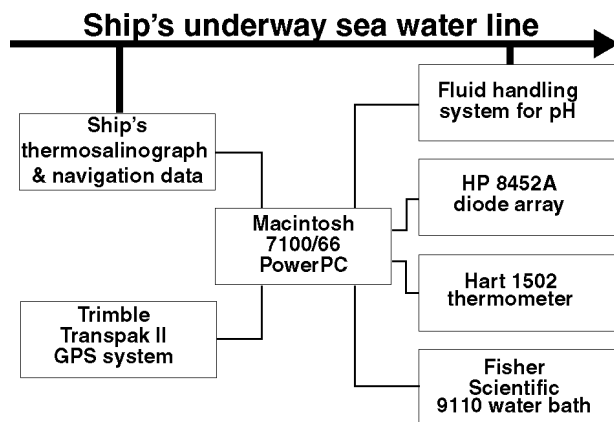 Ship's underway sea water line
Ship's
thermosalinograph
& navigation data
Trimble
Transpak II
GPS system
Macintosh
7100/66
PowerPC
Fluid handling
system for pH
HP 8452A
diode array
Hart 1502
thermometer
Fisher
Scientific
9110 water bath